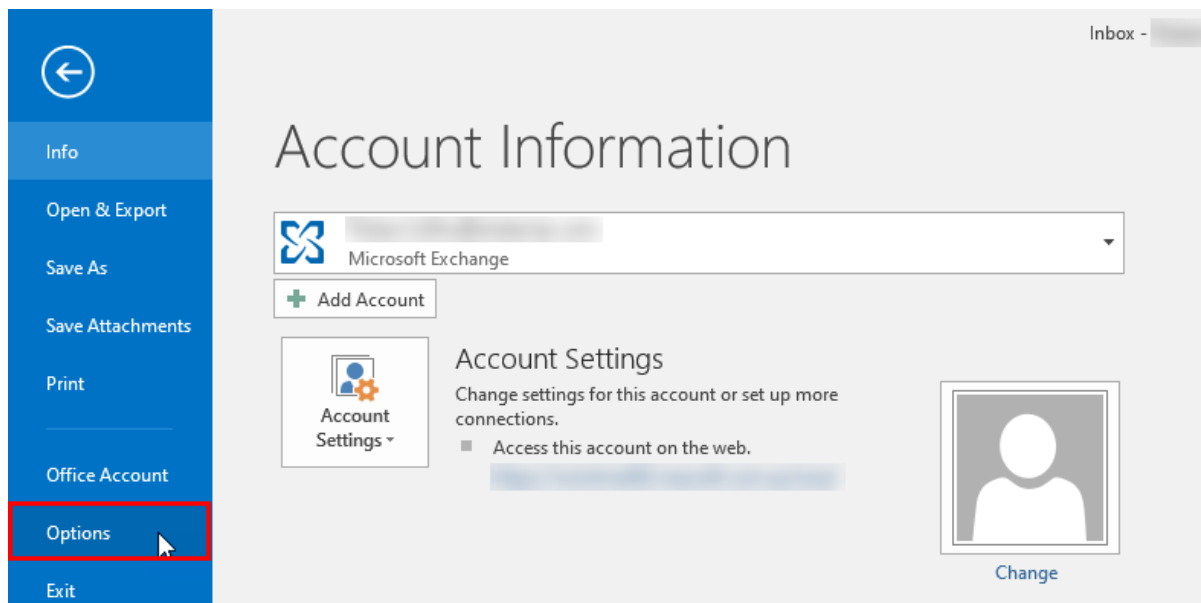 Inbox -
Info
Open & Export
Save As
Save Attachments
Print
Office Account
Options
Exit
Account Information
Microsoft Exchange
Add Account
Account
Settings
Account Settings
Change settings for this account or set up more
connections.
Access this account on the web.
Change